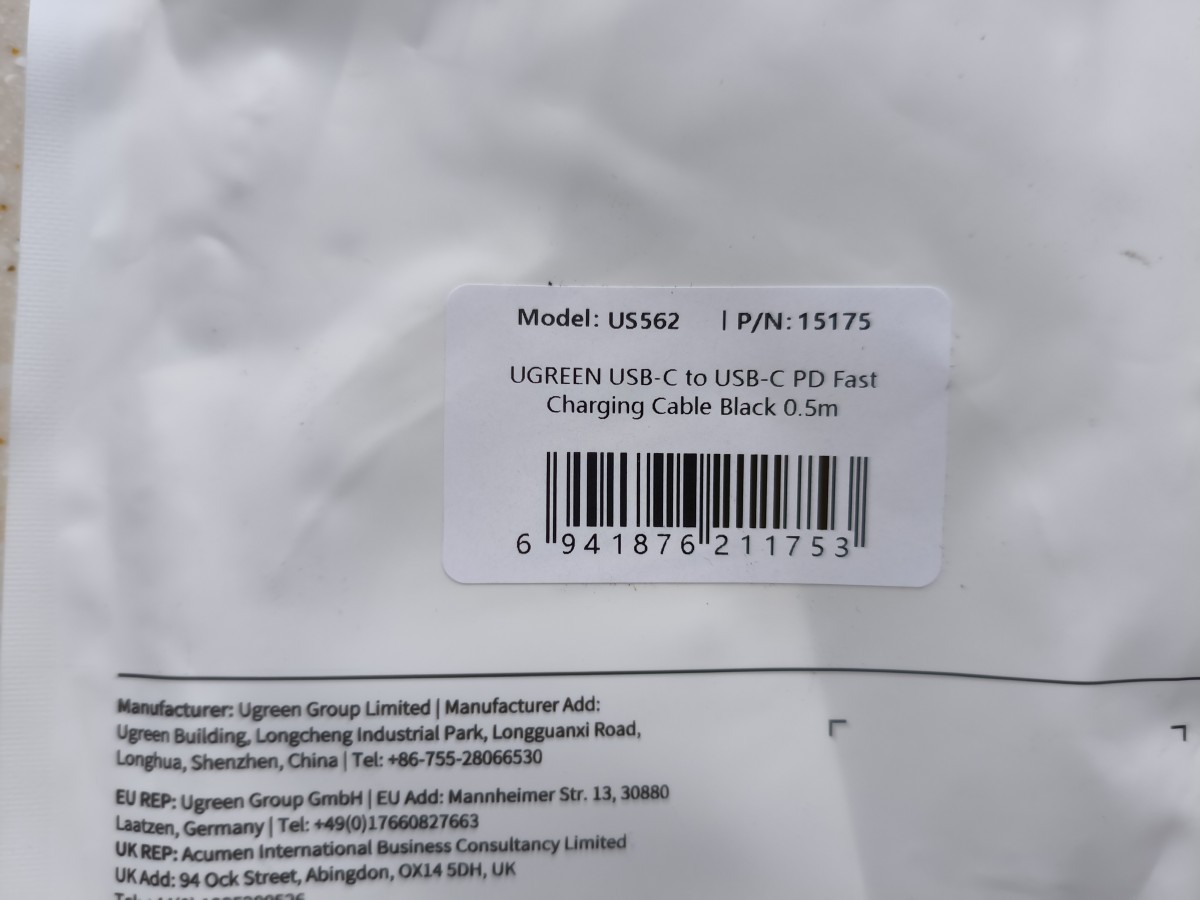 Model: US562 | P/N: 15175
UGREEN USB-C to USB-C PD Fast
Charging Cable Black 0.5m
6 941876 211753
Manufacturer: Ugreen Group Limited | Manufacturer Add:
Ugreen Building, Longcheng Industrial Park, Longguanxi Road,
Longhua, Shenzhen, China | Tel: +86-755-28066530
EU REP: Ugreen Group GmbH | EU Add: Mannheimer Str. 13, 30880
Laatzen, Germany | Tel: +49(0)17660827663
UK REP: Acumen International Business Consultancy Limited
UK Add: 94 Ock Street, Abingdon, OX14 5DH, UK